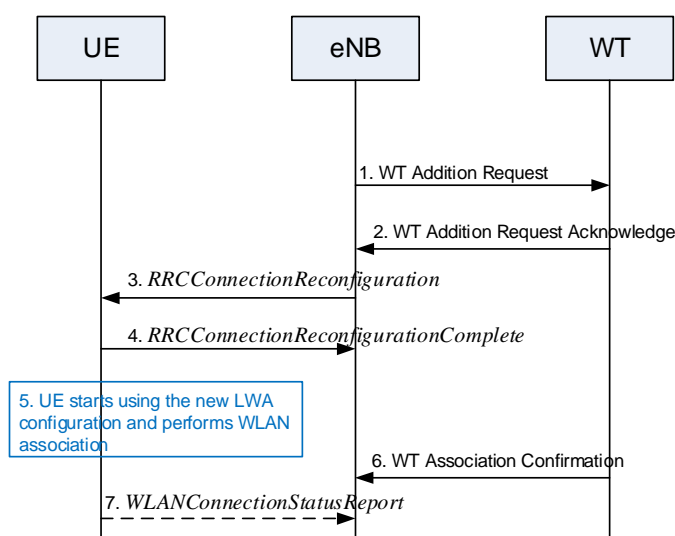 UE
eNB
WT
1. WT Addition Request
2. WT Addition Request Acknowledge
3. RRCConnectionReconfiguration
4. RRCConnectionReconfigurationComplete
5. UE starts using the new LWA
configuration and performs WLAN
association
6. WT Association Confirmation
7. WLANConnectionStatusReport